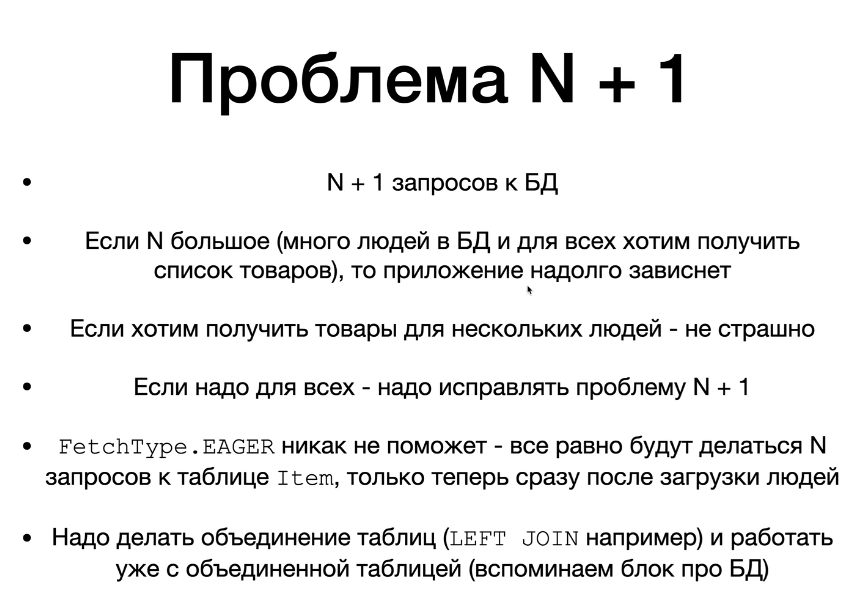 Проблема N + 1
• N + 1 запросов к БД
• Если N большое (много людей в БД и для всех хотим получить
список товаров), то приложение надолго зависнет
• Если хотим получить товары для нескольких людей - не страшно
• Если надо для всех - надо исправлять проблему N + 1
• FetchType.EAGER никак не поможет - все равно будут делаться N
запросов к таблице Item, только теперь сразу после загрузки людей
• Надо делать объединение таблиц (LEFT JOIN например) и работать
уже с объединенной таблицей (вспоминаем блок про БД)